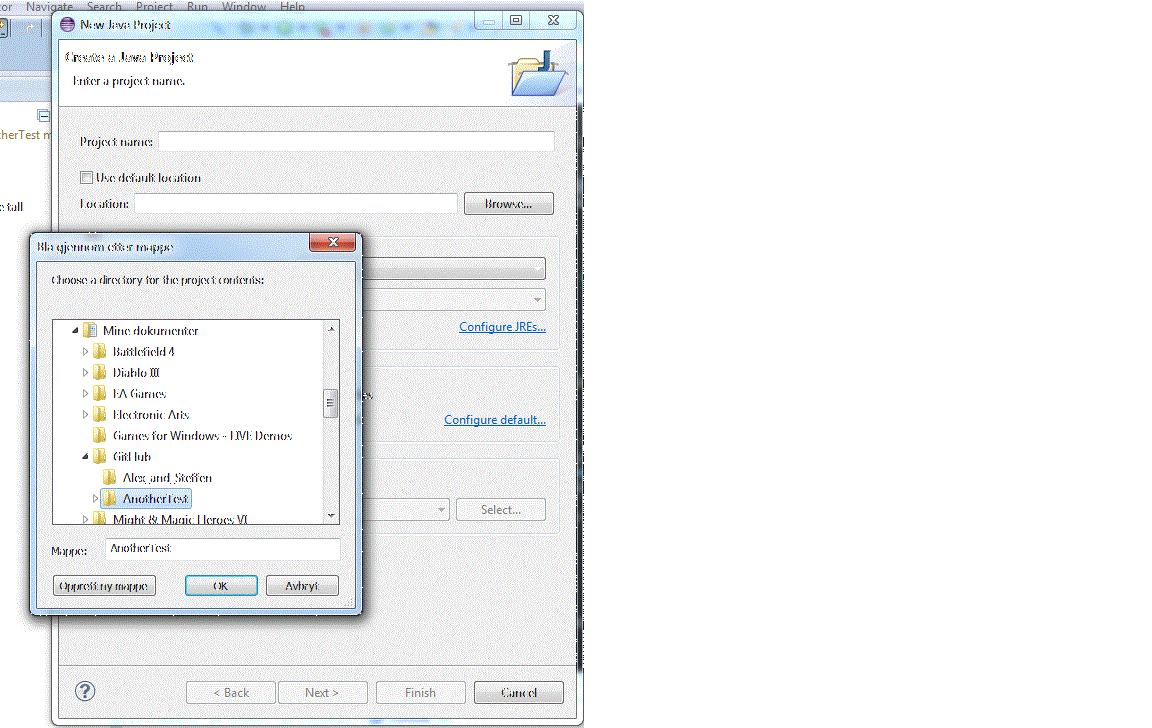 Navigate Search Project Run Window Help
New Java Project
Create a Java Project
Enter a project name.
herTest m
Project name:
Use default location
e tall
Location:
Browse...
Bla gjennom etter mappe
Choose a directory for the project contents:
Mine dokumenter
Configure JREs...
Battlefield 4
Diablo III
EA Games
Electronic Arts
Configure default...
Games for Windows - LIVE Demos
GitHub
Alex_and_Steffen
AnotherTest
Select...
Might & Magic Heroes VI
Mappe:
AnotherTest
Opprett ny mappe
OK
Avbryt
?
< Back
Next >
Finish
Cancel